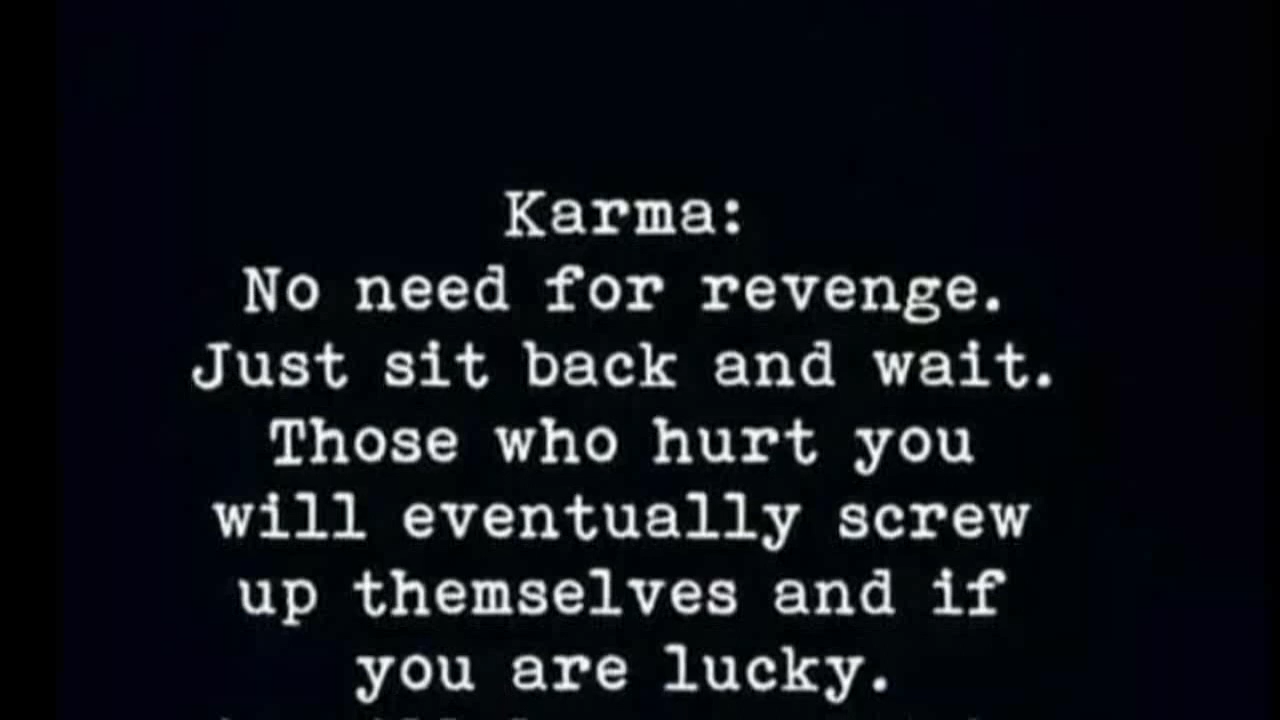 Karma:
No need for revenge.
Just sit back and wait.
Those who hurt you
will eventually screw
up themselves and if
you are lucky.